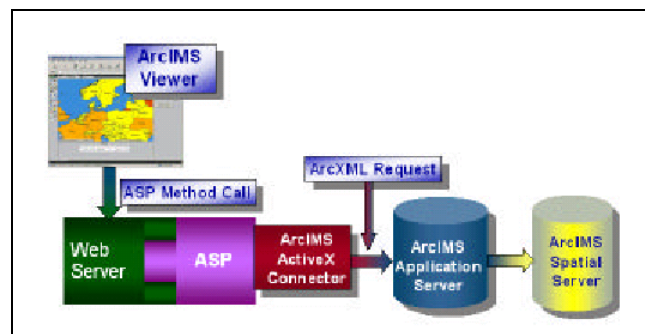 ArcIMS
Viewer
ASP Method Call
ArcXML Request
Web
Server
ASP
ArcIMS
ActiveX
Connector
ArcIMS
Application
Server
ArcIMS
Spatial
Server